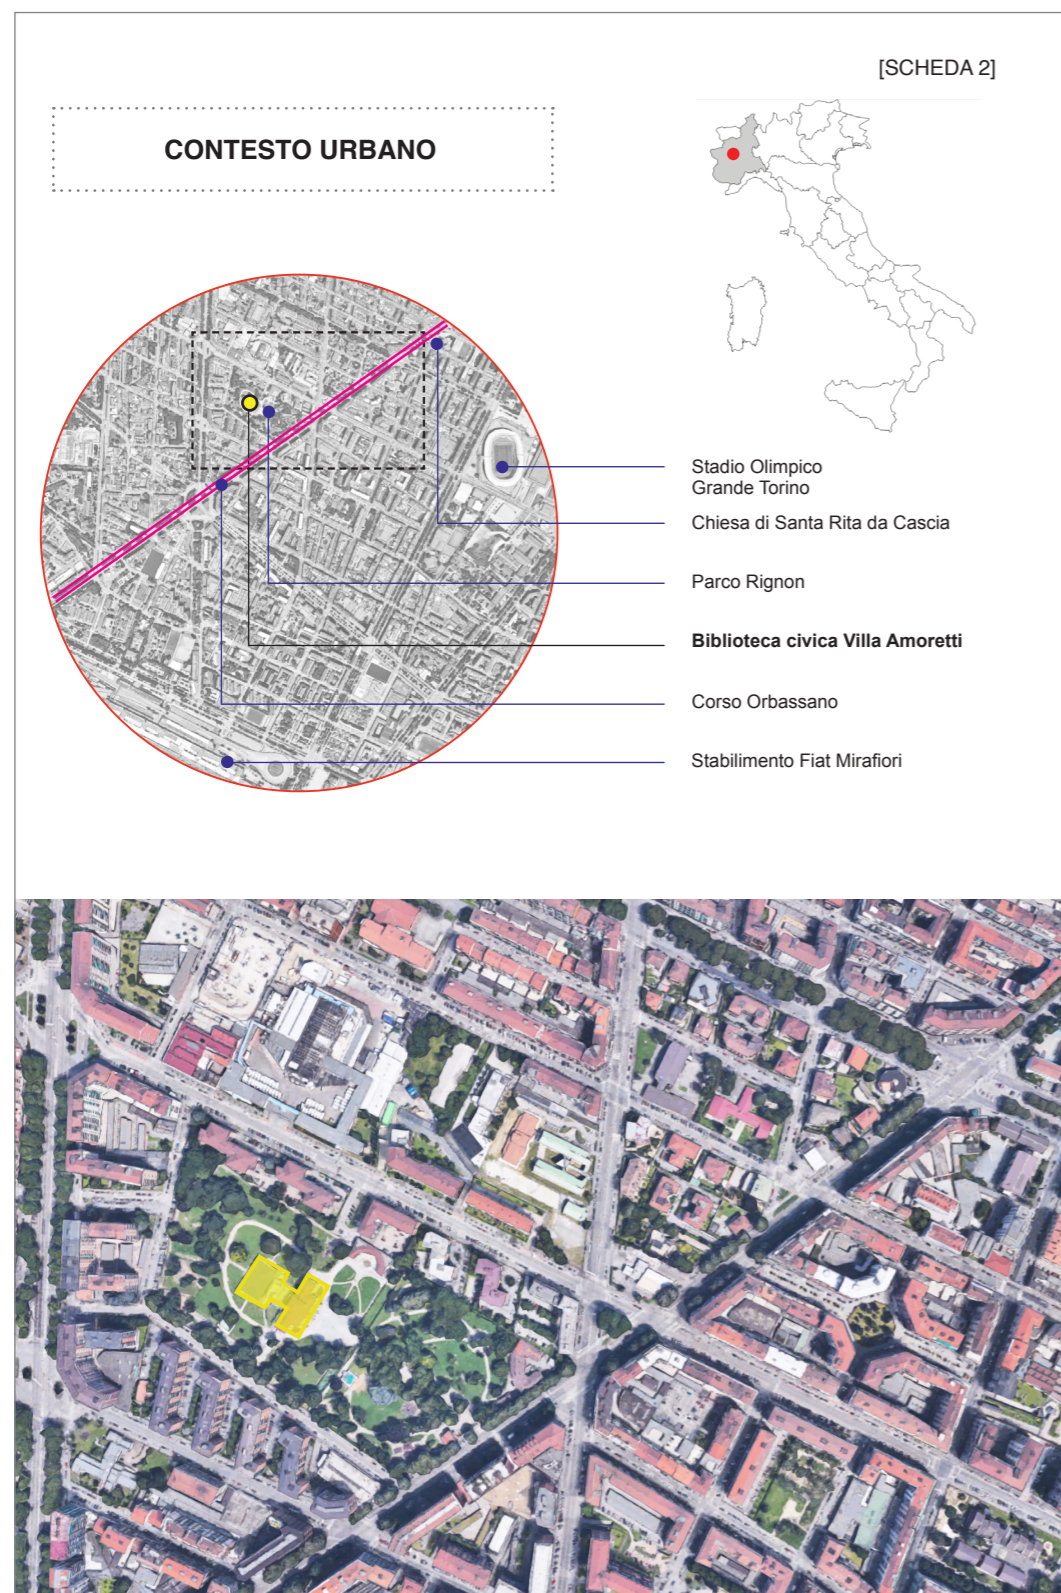 [SCHEDA 2]
CONTESTO URBANO
Stadio Olimpico
Grande Torino
Chiesa di Santa Rita da Cascia
Parco Rignon
Biblioteca civica Villa Amoretti
Corso Orbassano
Stabilimento Fiat Mirafiori